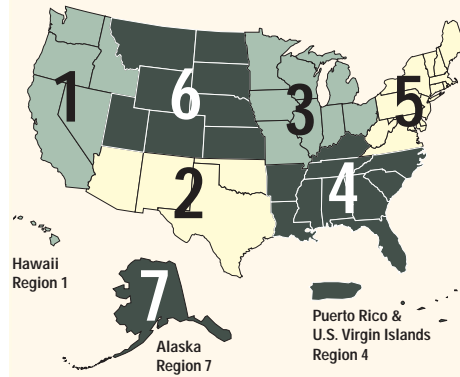 1
6
3
5
2
4
Hawaii
Region 1
7
Alaska
Region 7
Puerto Rico &
U.S. Virgin Islands
Region 4